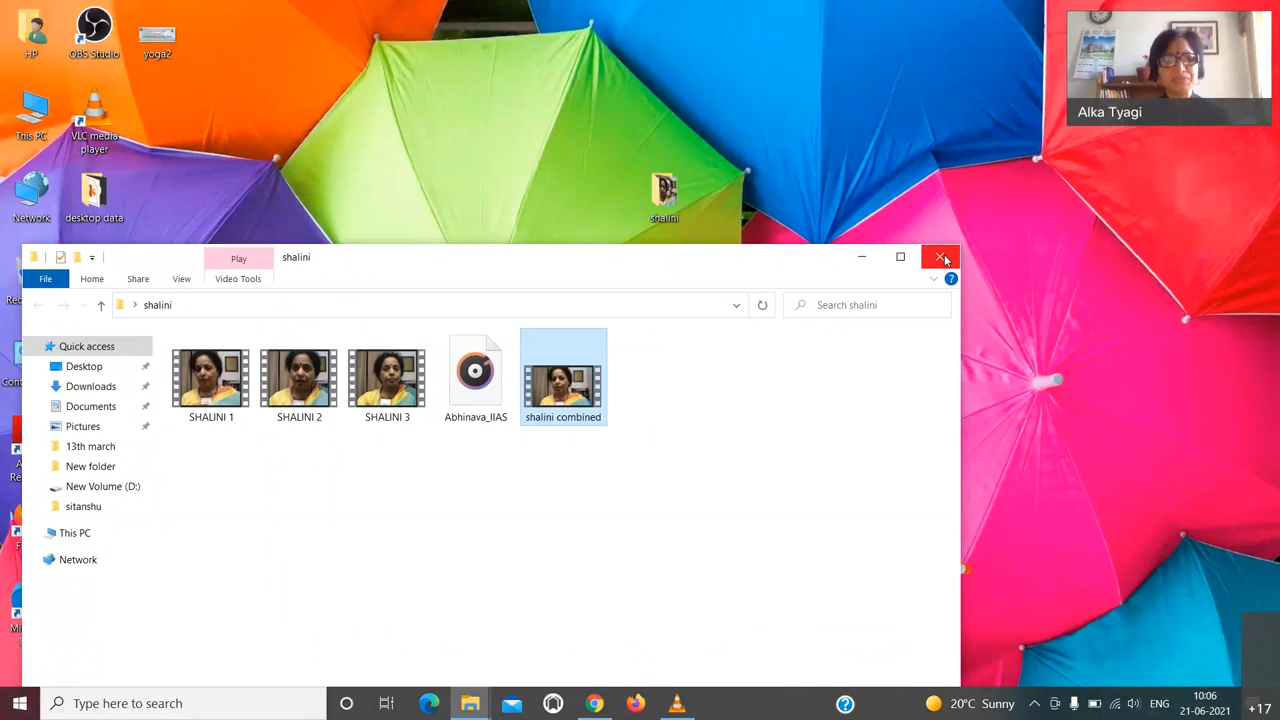 HP
OBS Studio
yoga2
Alka Tyagi
This PC
VLC media
player
Network
desktop data
shalini
Play
shalini
File
Home
Share
View
Video Tools
shalini
Search shalini
Quick access
Desktop
Downloads
Documents
Pictures
13th march
New folder
New Volume (D:)
sitanshu
This PC
Network
SHALINI 1
SHALINI 2
SHALINI 3
Abhinava_IIAS
shalini combined
Type here to search
20°C Sunny
ENG
10:06
21-06-2021
+17